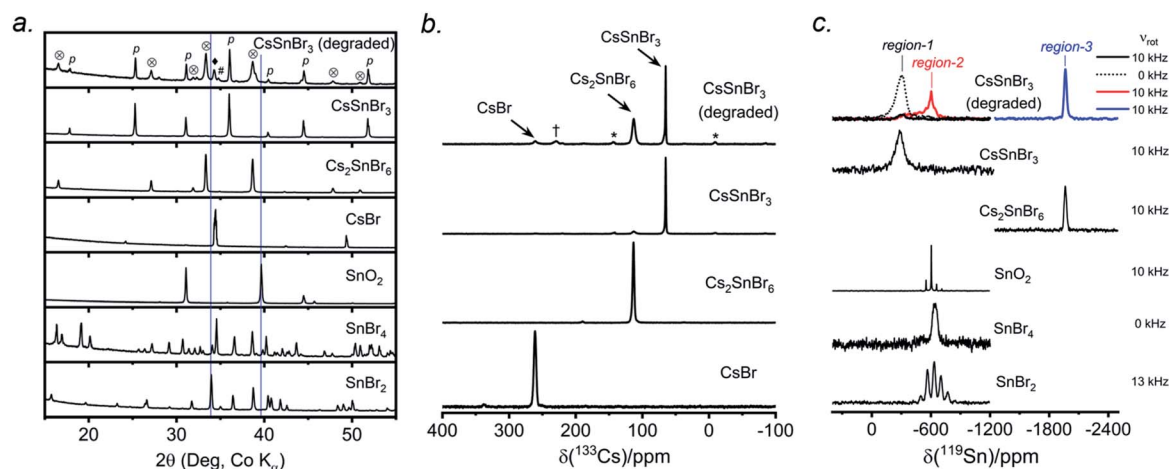 a.
⊗ p p ⊗ p ⊗ ⊗ ♦ # p ⊗ p p ⊗ ⊗ p
CsSnBr3 (degraded)
CsSnBr3
Cs2SnBr6
CsBr
SnO2
SnBr4
SnBr2
20 30 40 50
2θ (Deg, Co Kα)
b.
CsSnBr3
Cs2SnBr6
CsBr
† * *
CsSnBr3
(degraded)
CsSnBr3
Cs2SnBr6
CsBr
400 300 200 100 0 -100
δ(133Cs)/ppm
c.
νrot
region-1
region-2
region-3
10 kHz
0 kHz
10 kHz
10 kHz
CsSnBr3
(degraded)
CsSnBr3
10 kHz
Cs2SnBr6
10 kHz
SnO2
10 kHz
SnBr4
0 kHz
SnBr2
13 kHz
0 -600 -1200 -1800 -2400
δ(119Sn)/ppm